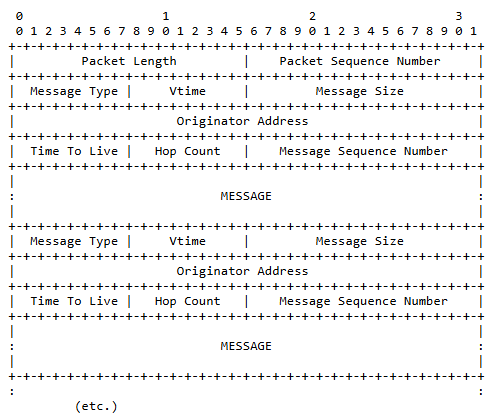 0                   1                   2                   3
 0 1 2 3 4 5 6 7 8 9 0 1 2 3 4 5 6 7 8 9 0 1 2 3 4 5 6 7 8 9 0 1
+-+-+-+-+-+-+-+-+-+-+-+-+-+-+-+-+-+-+-+-+-+-+-+-+-+-+-+-+-+-+-+-+
|         Packet Length         |    Packet Sequence Number     |
+-+-+-+-+-+-+-+-+-+-+-+-+-+-+-+-+-+-+-+-+-+-+-+-+-+-+-+-+-+-+-+-+
|  Message Type |     Vtime     |         Message Size          |
+-+-+-+-+-+-+-+-+-+-+-+-+-+-+-+-+-+-+-+-+-+-+-+-+-+-+-+-+-+-+-+-+
|                      Originator Address                       |
+-+-+-+-+-+-+-+-+-+-+-+-+-+-+-+-+-+-+-+-+-+-+-+-+-+-+-+-+-+-+-+-+
|  Time To Live |   Hop Count   |    Message Sequence Number    |
+-+-+-+-+-+-+-+-+-+-+-+-+-+-+-+-+-+-+-+-+-+-+-+-+-+-+-+-+-+-+-+-+
|                                                               |
:                            MESSAGE                            :
|                                                               |
+-+-+-+-+-+-+-+-+-+-+-+-+-+-+-+-+-+-+-+-+-+-+-+-+-+-+-+-+-+-+-+-+
|  Message Type |     Vtime     |         Message Size          |
+-+-+-+-+-+-+-+-+-+-+-+-+-+-+-+-+-+-+-+-+-+-+-+-+-+-+-+-+-+-+-+-+
|                      Originator Address                       |
+-+-+-+-+-+-+-+-+-+-+-+-+-+-+-+-+-+-+-+-+-+-+-+-+-+-+-+-+-+-+-+-+
|  Time To Live |   Hop Count   |    Message Sequence Number    |
+-+-+-+-+-+-+-+-+-+-+-+-+-+-+-+-+-+-+-+-+-+-+-+-+-+-+-+-+-+-+-+-+
|                                                               |
:                            MESSAGE                            :
|                                                               |
+-+-+-+-+-+-+-+-+-+-+-+-+-+-+-+-+-+-+-+-+-+-+-+-+-+-+-+-+-+-+-+-+
:                                                               :
         (etc.)